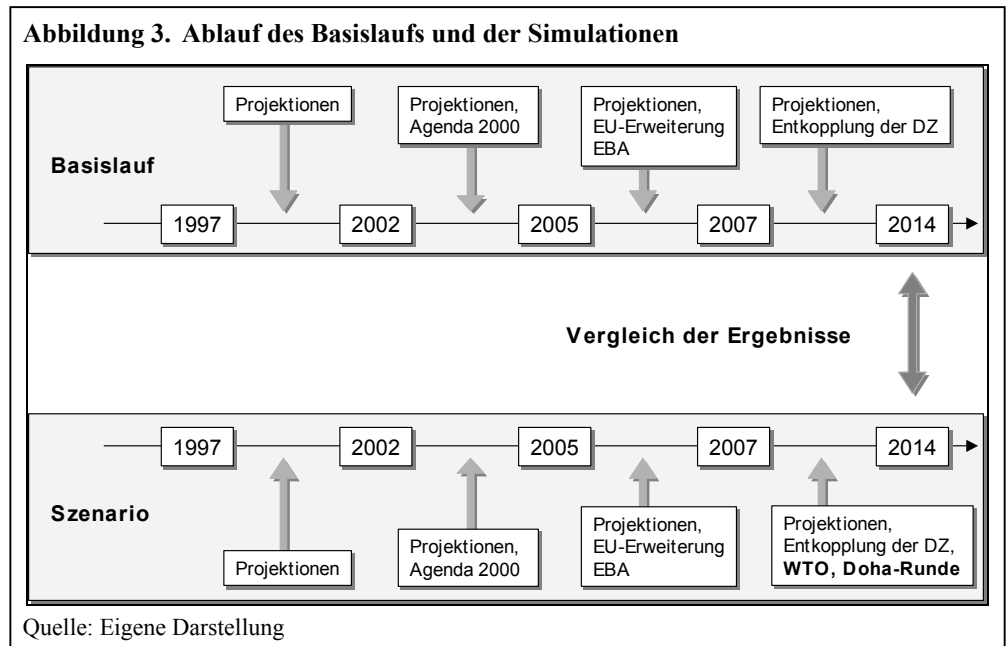 Abbildung 3. Ablauf des Basislaufs und der Simulationen
Projektionen
Projektionen,
Agenda 2000
Projektionen,
EU-Erweiterung
EBA
Projektionen,
Entkopplung der DZ
Basislauf
1997
2002
2005
2007
2014
Vergleich der Ergebnisse
1997
2002
2005
2007
2014
Szenario
Projektionen
Projektionen,
Agenda 2000
Projektionen,
EU-Erweiterung
EBA
Projektionen,
Entkopplung der DZ,
WTO, Doha-Runde
Quelle: Eigene Darstellung